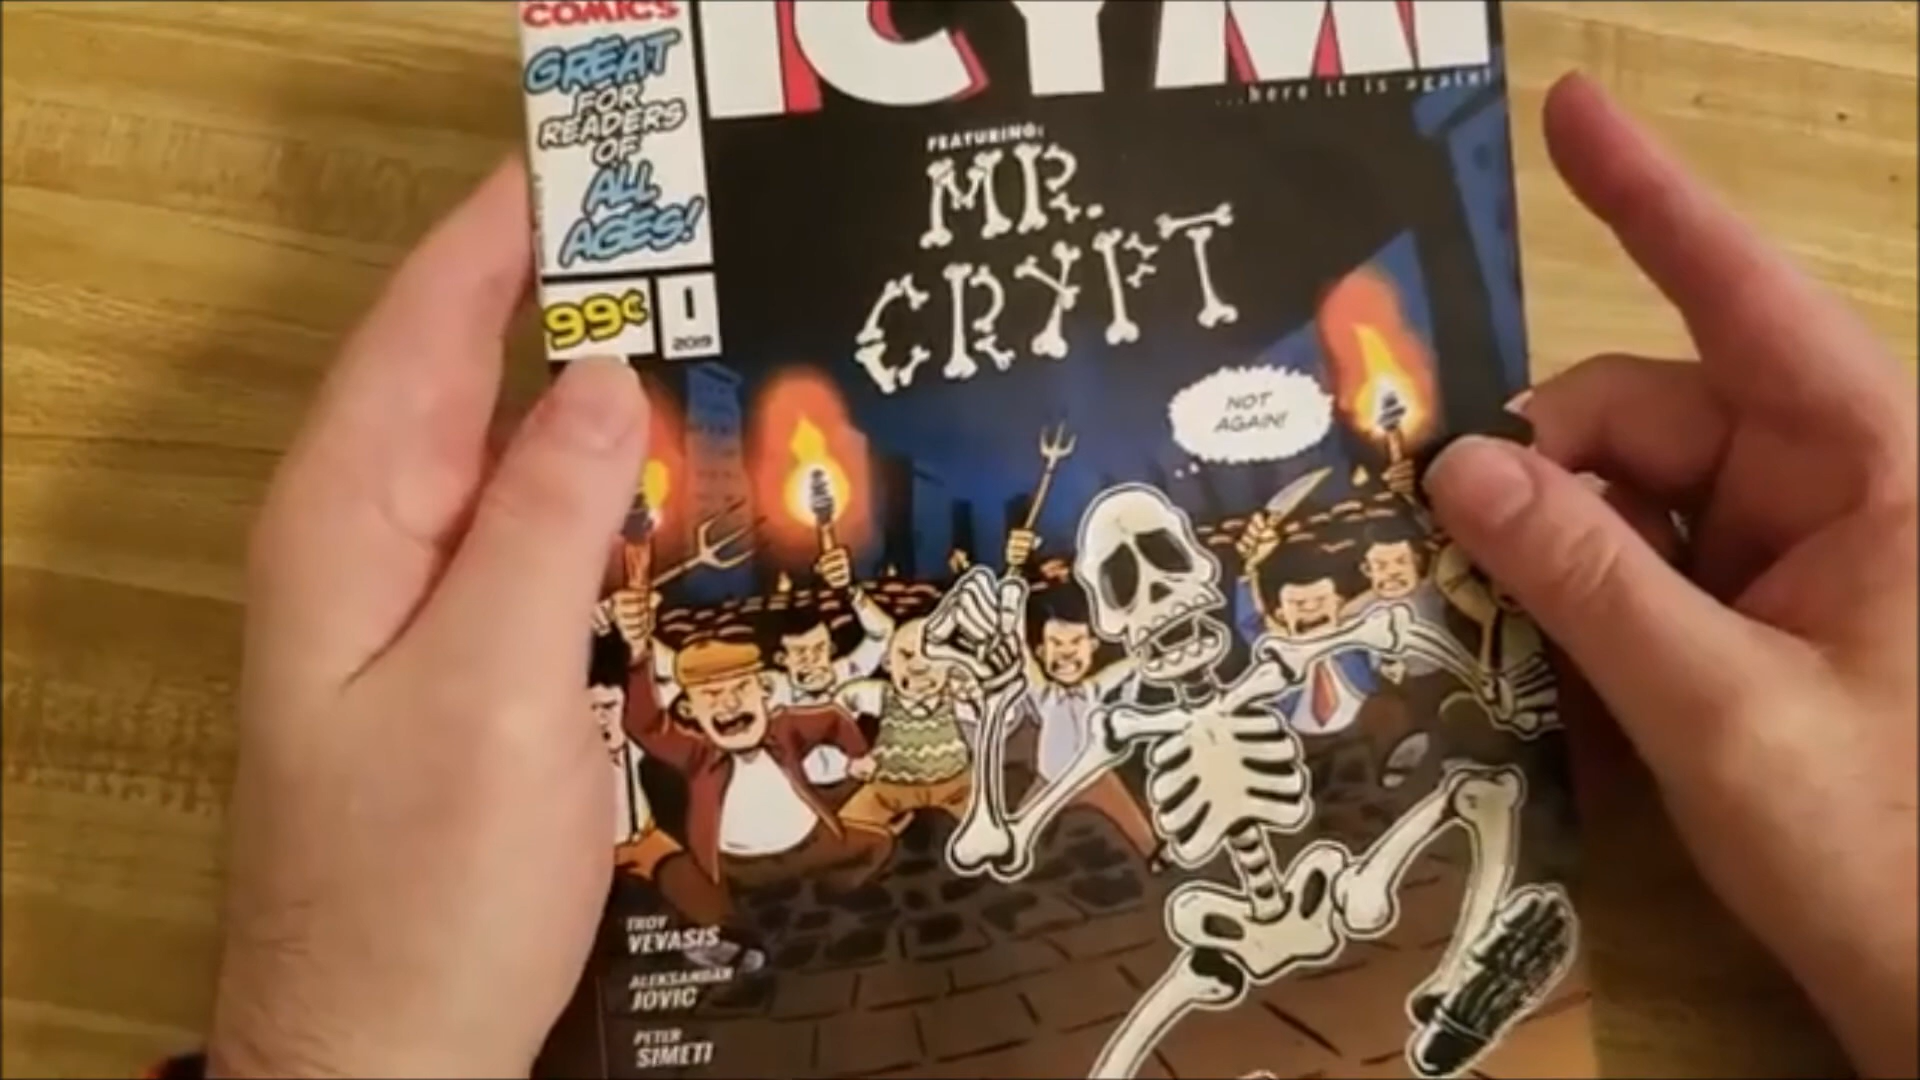 COMICS
GREAT
FOR
READERS
OF
ALL
AGES!
99¢
1
2019
ICYMI
...here it is again!
FEATURING:
MR.
CRYPT
NOT
AGAIN!
TROY
VEVASIS
ALEKSANDAR
JOVIC
PETER
SIMETI